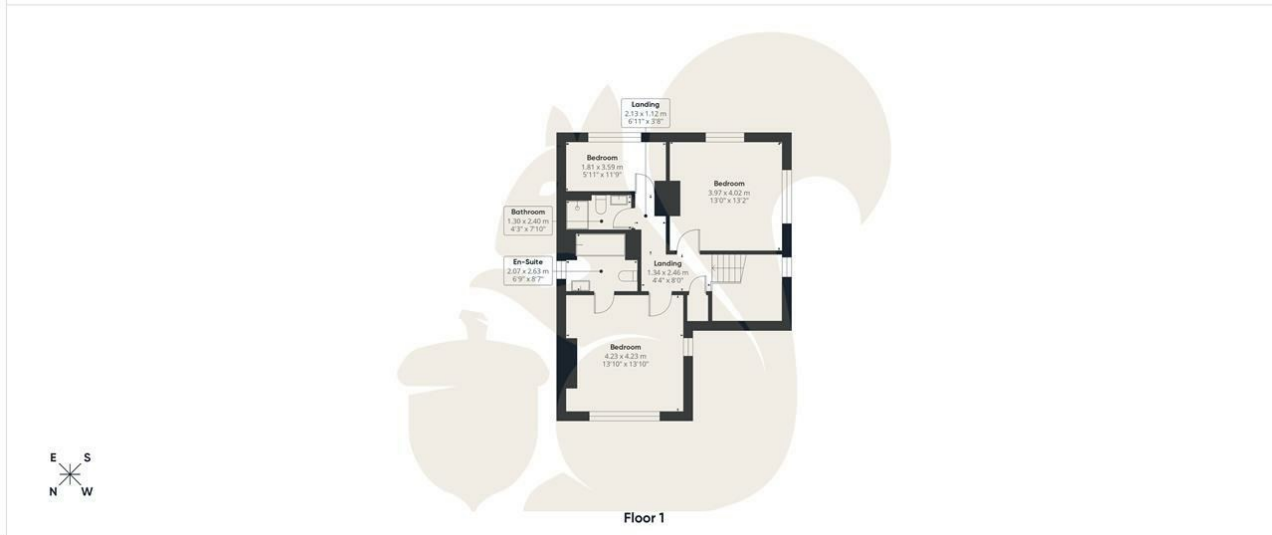 Landing
2.13 x 1.12 m
6'11" x 3'8"
Bedroom
1.81 x 3.59 m
5'11" x 11'9"
Bedroom
3.97 x 4.02 m
13'0" x 13'2"
Bathroom
1.30 x 2.40 m
4'3" x 7'10"
En-Suite
2.07 x 2.63 m
6'9" x 8'7"
Landing
1.34 x 2.46 m
4'4" x 8'0"
Bedroom
4.23 x 4.23 m
13'10" x 13'10"
E S
N W
Floor 1